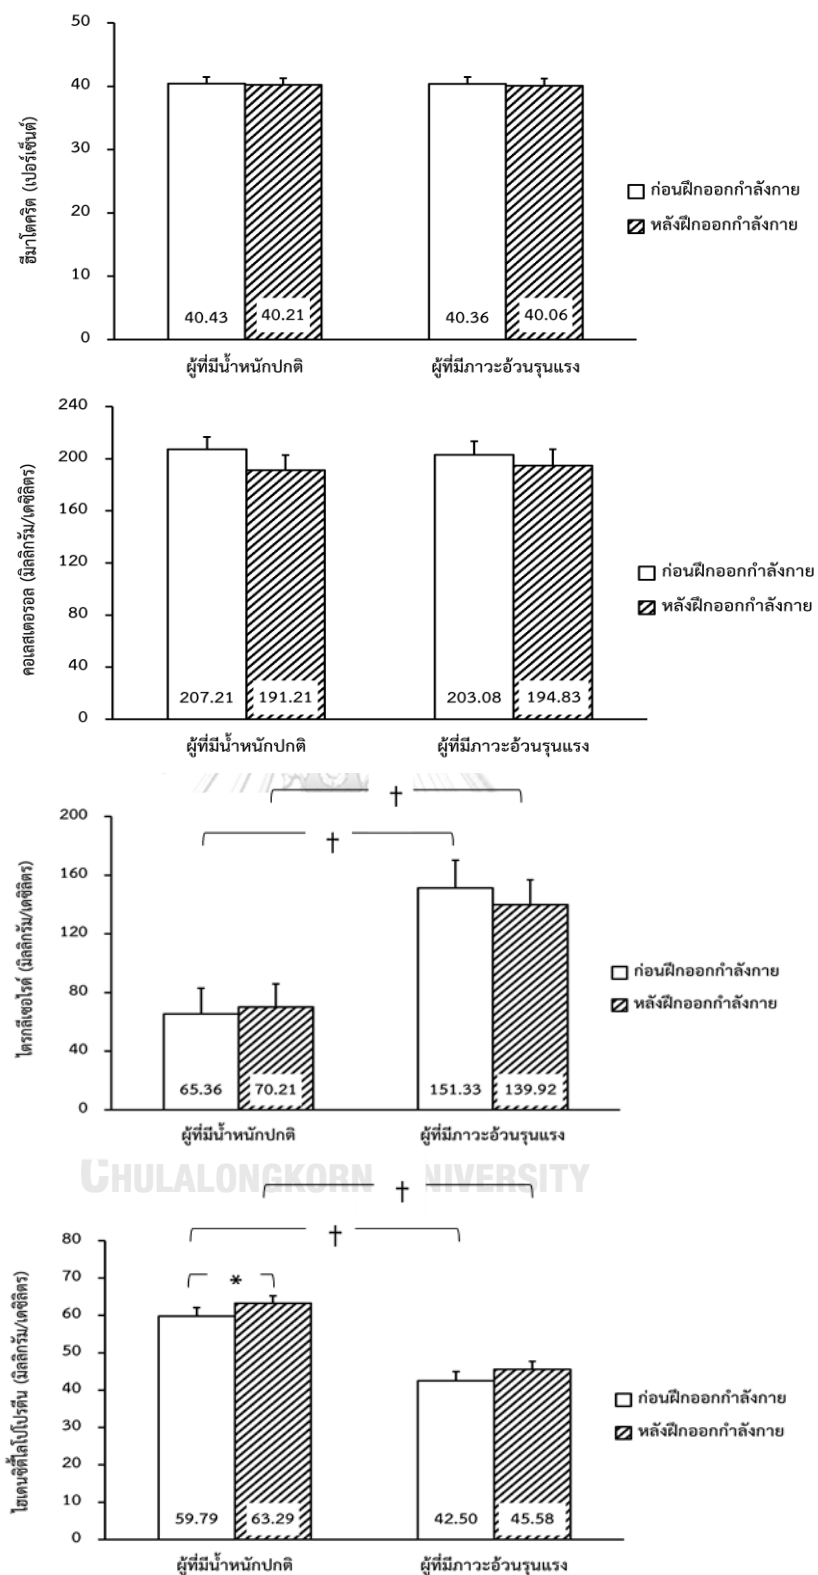 ฮีมาโตคริต (เปอร์เซ็นต์)
50
40
30
20
10
0
40.43
40.21
40.36
40.06
ผู้ที่มีน้ำหนักปกติ
ผู้ที่มีภาวะอ้วนรุนแรง
ก่อนฝึกออกกำลังกาย
หลังฝึกออกกำลังกาย
คอเลสเตอรอล (มิลลิกรัม/เดซิลิตร)
240
200
160
120
80
40
0
207.21
191.21
203.08
194.83
ผู้ที่มีน้ำหนักปกติ
ผู้ที่มีภาวะอ้วนรุนแรง
ก่อนฝึกออกกำลังกาย
หลังฝึกออกกำลังกาย
†
†
ไตรกลีเซอไรด์ (มิลลิกรัม/เดซิลิตร)
200
160
120
80
40
0
65.36
70.21
151.33
139.92
ผู้ที่มีน้ำหนักปกติ
ผู้ที่มีภาวะอ้วนรุนแรง
ก่อนฝึกออกกำลังกาย
หลังฝึกออกกำลังกาย
CHULALONGKORN NIVERSITY
†
†
*
ไฮเดนซิตี้ไลโปโปรตีน (มิลลิกรัม/เดซิลิตร)
80
70
60
50
40
30
20
10
0
59.79
63.29
42.50
45.58
ผู้ที่มีน้ำหนักปกติ
ผู้ที่มีภาวะอ้วนรุนแรง
ก่อนฝึกออกกำลังกาย
หลังฝึกออกกำลังกาย